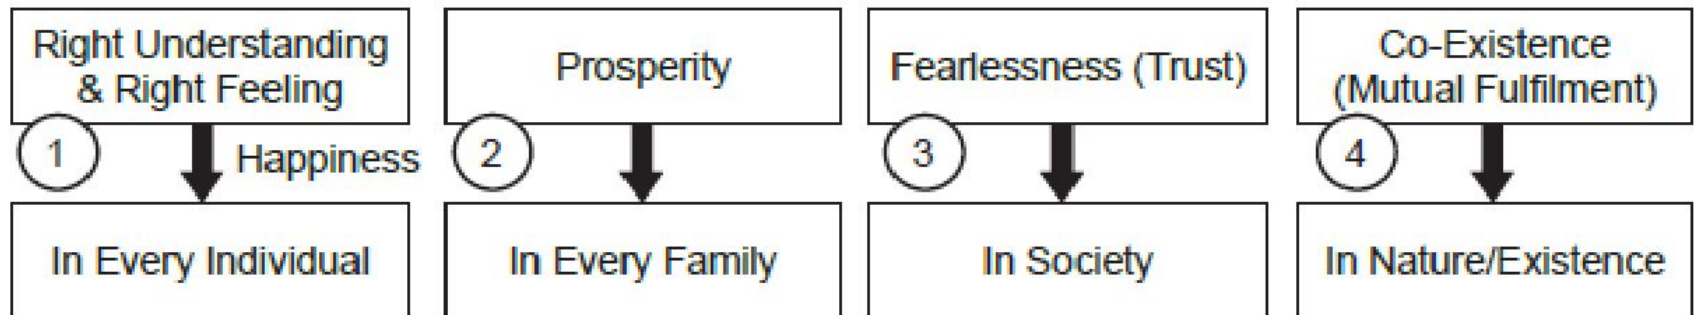 Right Understanding
& Right Feeling
1
Happiness
In Every Individual
Prosperity
2
In Every Family
Fearlessness (Trust)
3
In Society
Co-Existence
(Mutual Fulfilment)
4
In Nature/Existence